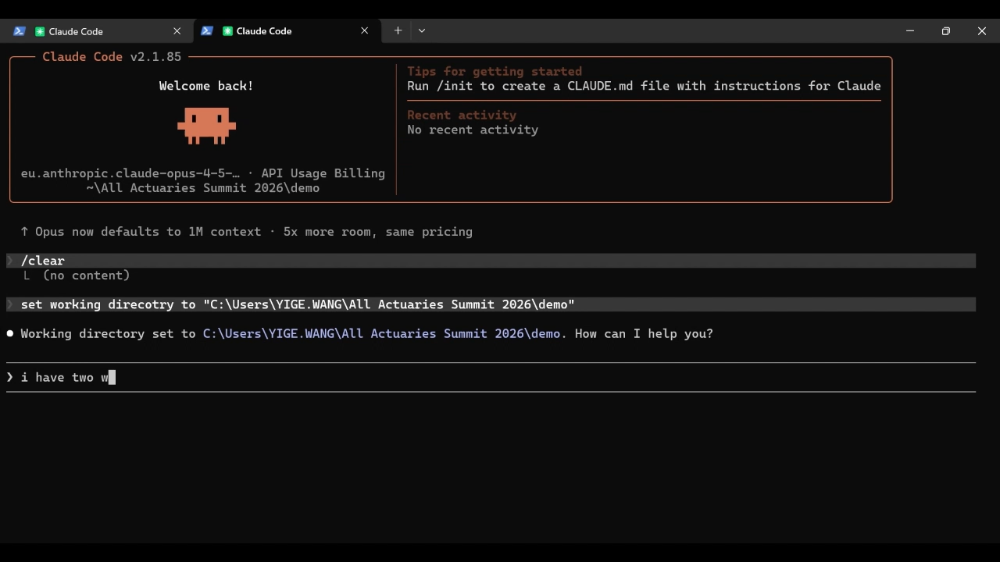 Claude Code
Claude Code
Claude Code v2.1.85
Welcome back!
eu.anthropic.claude-opus-4-5-… · API Usage Billing
~\All Actuaries Summit 2026\demo
Tips for getting started
Run /init to create a CLAUDE.md file with instructions for Claude
Recent activity
No recent activity
↑ Opus now defaults to 1M context · 5x more room, same pricing
❯ /clear
└ (no content)
❯ set working direcotry to "C:\Users\YIGE.WANG\All Actuaries Summit 2026\demo"
● Working directory set to C:\Users\YIGE.WANG\All Actuaries Summit 2026\demo. How can I help you?
❯ i have two w